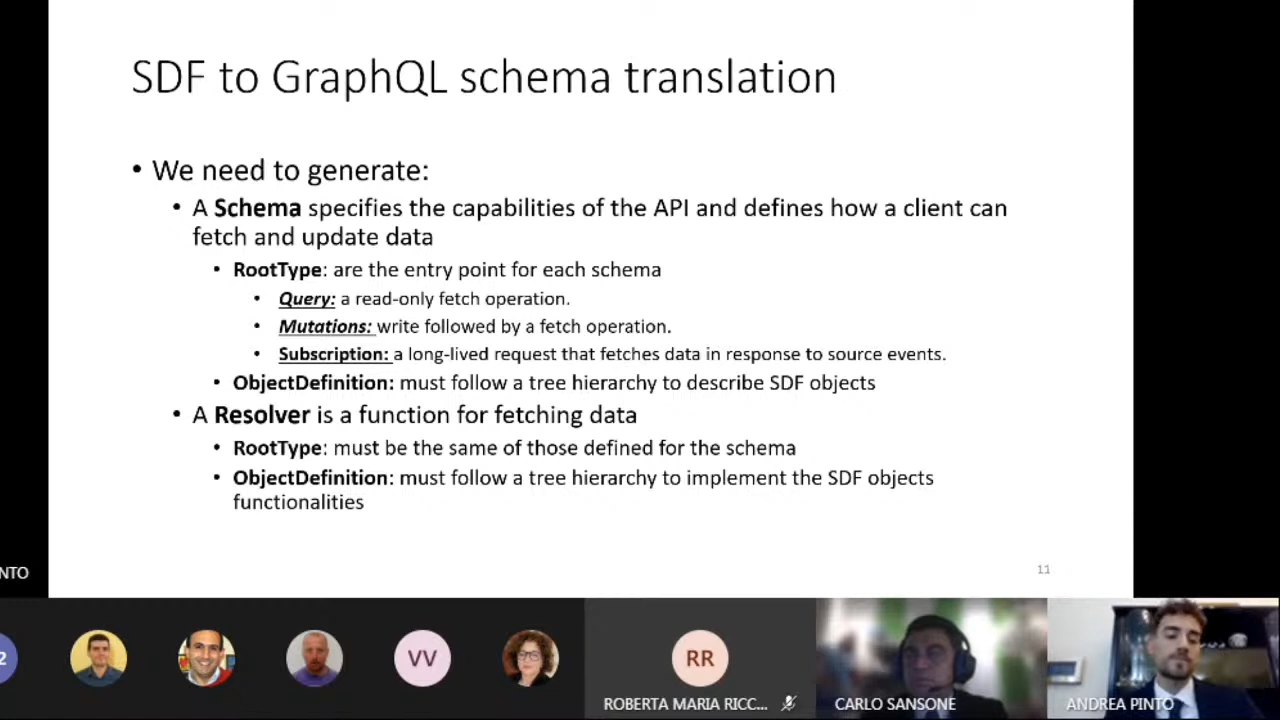 SDF to GraphQL schema translation
• We need to generate:
• A Schema specifies the capabilities of the API and defines how a client can
fetch and update data
• RootType: are the entry point for each schema
• Query: a read-only fetch operation.
• Mutations: write followed by a fetch operation.
• Subscription: a long-lived request that fetches data in response to source events.
• ObjectDefinition: must follow a tree hierarchy to describe SDF objects
• A Resolver is a function for fetching data
• RootType: must be the same of those defined for the schema
• ObjectDefinition: must follow a tree hierarchy to implement the SDF objects
functionalities
11
NTO
2
VV
RR
ROBERTA MARIA RICC...
CARLO SANSONE
ANDREA PINTO